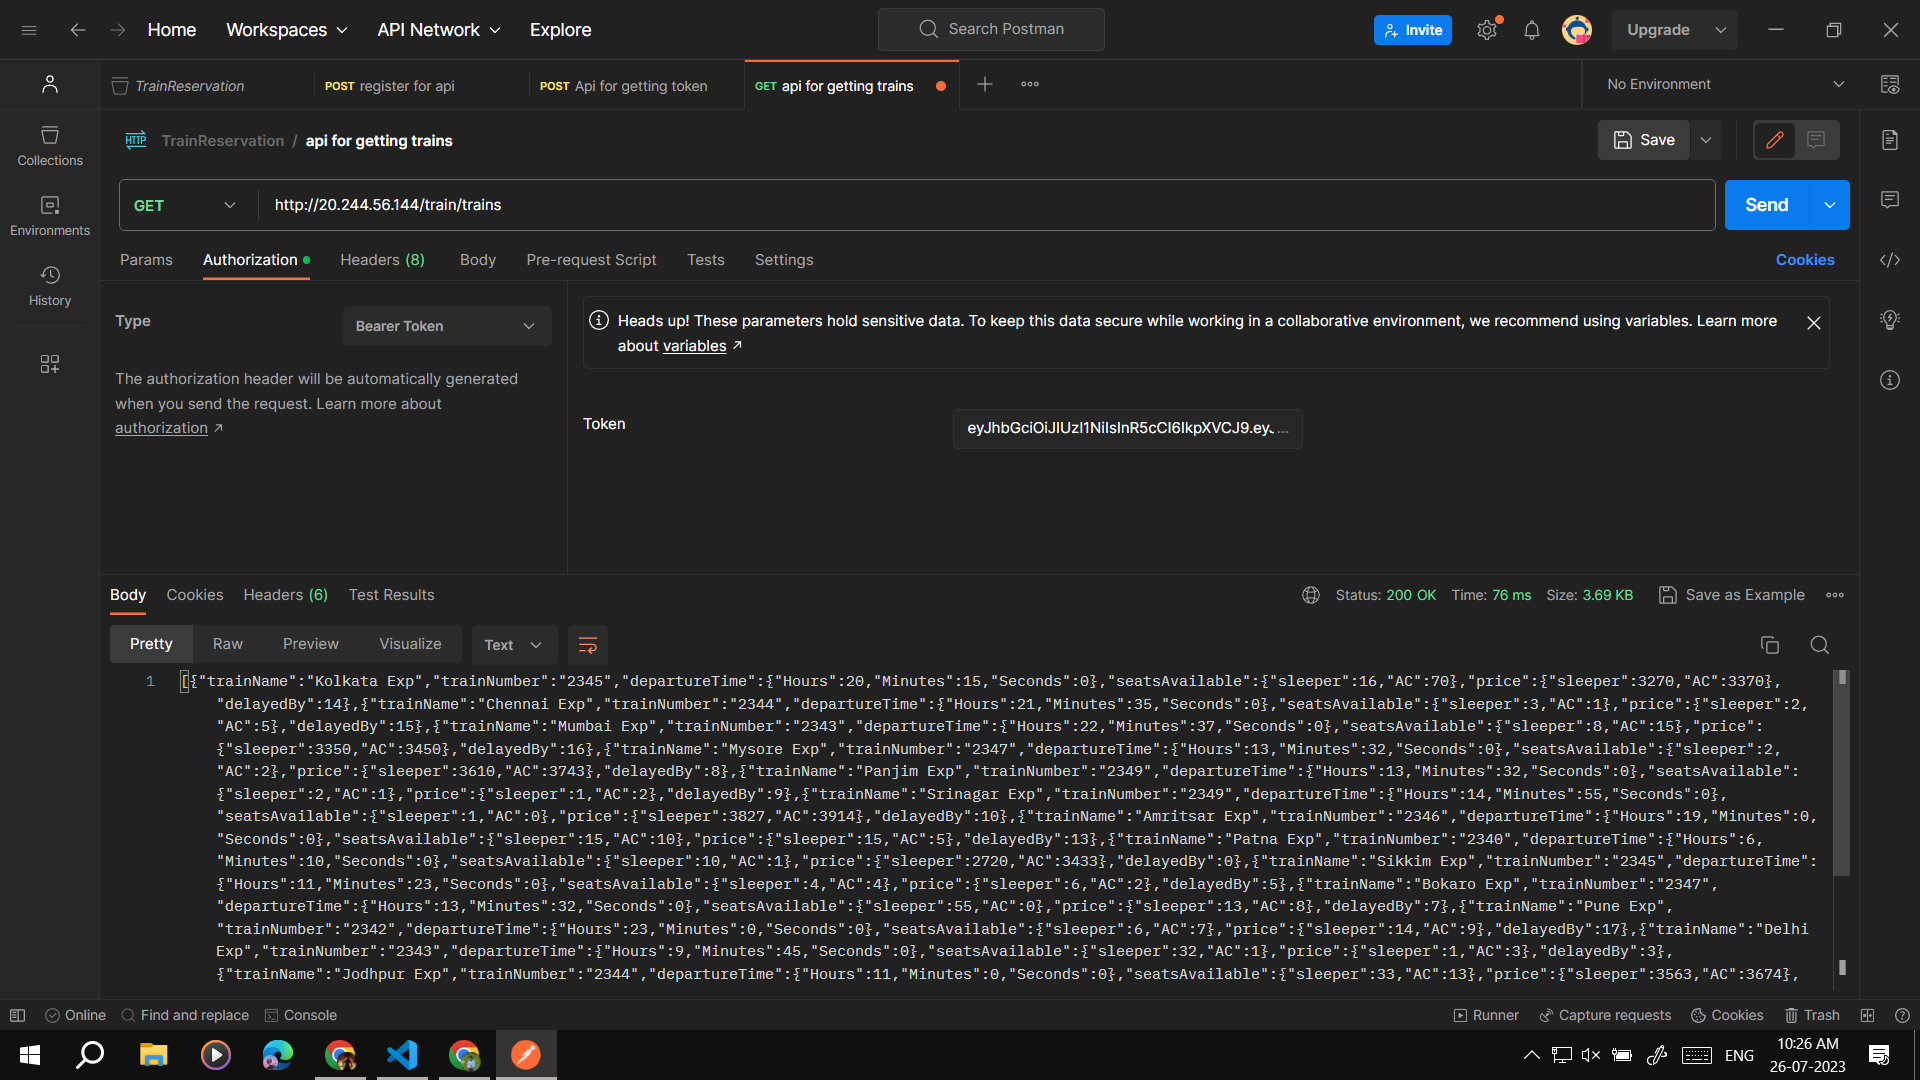 Home Workspaces API Network Explore Search Postman Invite Upgrade
TrainReservation POST register for api POST Api for getting token GET api for getting trains No Environment
HTTP TrainReservation / api for getting trains Save
Collections
GET http://20.244.56.144/train/trains Send
Environments
Params Authorization Headers (8) Body Pre-request Script Tests Settings Cookies
History
Type Bearer Token
Heads up! These parameters hold sensitive data. To keep this data secure while working in a collaborative environment, we recommend using variables. Learn more
about variables
The authorization header will be automatically generated
when you send the request. Learn more about
authorization
Token eyJhbGciOiJIUzI1NiIsInR5cCI6IkpXVCJ9.eyJ...
Body Cookies Headers (6) Test Results Status: 200 OK Time: 76 ms Size: 3.69 KB Save as Example
Pretty Raw Preview Visualize Text
1 [{"trainName":"Kolkata Exp","trainNumber":"2345","departureTime":{"Hours":20,"Minutes":15,"Seconds":0},"seatsAvailable":{"sleeper":16,"AC":70},"price":{"sleeper":3270,"AC":3370},
"delayedBy":14},{"trainName":"Chennai Exp","trainNumber":"2344","departureTime":{"Hours":21,"Minutes":35,"Seconds":0},"seatsAvailable":{"sleeper":3,"AC":1},"price":{"sleeper":2,
"AC":5},"delayedBy":15},{"trainName":"Mumbai Exp","trainNumber":"2343","departureTime":{"Hours":22,"Minutes":37,"Seconds":0},"seatsAvailable":{"sleeper":8,"AC":15},"price":
{"sleeper":3350,"AC":3450},"delayedBy":16},{"trainName":"Mysore Exp","trainNumber":"2347","departureTime":{"Hours":13,"Minutes":32,"Seconds":0},"seatsAvailable":{"sleeper":2,
"AC":2},"price":{"sleeper":3610,"AC":3743},"delayedBy":8},{"trainName":"Panjim Exp","trainNumber":"2349","departureTime":{"Hours":13,"Minutes":32,"Seconds":0},"seatsAvailable":
{"sleeper":2,"AC":1},"price":{"sleeper":1,"AC":2},"delayedBy":9},{"trainName":"Srinagar Exp","trainNumber":"2349","departureTime":{"Hours":14,"Minutes":55,"Seconds":0},
"seatsAvailable":{"sleeper":1,"AC":0},"price":{"sleeper":3827,"AC":3914},"delayedBy":10},{"trainName":"Amritsar Exp","trainNumber":"2346","departureTime":{"Hours":19,"Minutes":0,
"Seconds":0},"seatsAvailable":{"sleeper":15,"AC":10},"price":{"sleeper":15,"AC":5},"delayedBy":13},{"trainName":"Patna Exp","trainNumber":"2340","departureTime":{"Hours":6,
"Minutes":10,"Seconds":0},"seatsAvailable":{"sleeper":10,"AC":1},"price":{"sleeper":2720,"AC":3433},"delayedBy":0},{"trainName":"Sikkim Exp","trainNumber":"2345","departureTime":
{"Hours":11,"Minutes":23,"Seconds":0},"seatsAvailable":{"sleeper":4,"AC":4},"price":{"sleeper":6,"AC":2},"delayedBy":5},{"trainName":"Bokaro Exp","trainNumber":"2347",
"departureTime":{"Hours":13,"Minutes":32,"Seconds":0},"seatsAvailable":{"sleeper":55,"AC":0},"price":{"sleeper":13,"AC":8},"delayedBy":7},{"trainName":"Pune Exp",
"trainNumber":"2342","departureTime":{"Hours":23,"Minutes":0,"Seconds":0},"seatsAvailable":{"sleeper":6,"AC":7},"price":{"sleeper":14,"AC":9},"delayedBy":17},{"trainName":"Delhi
Exp","trainNumber":"2343","departureTime":{"Hours":9,"Minutes":45,"Seconds":0},"seatsAvailable":{"sleeper":32,"AC":1},"price":{"sleeper":1,"AC":3},"delayedBy":3},
{"trainName":"Jodhpur Exp","trainNumber":"2344","departureTime":{"Hours":11,"Minutes":0,"Seconds":0},"seatsAvailable":{"sleeper":33,"AC":13},"price":{"sleeper":3563,"AC":3674},
Online Find and replace Console Runner Capture requests Cookies Trash
ENG 10:26 AM
26-07-2023